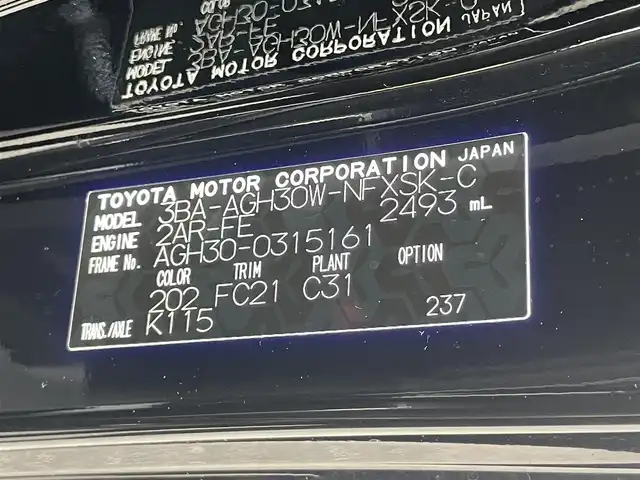 TOYOTA MOTOR CORPORATION JAPAN
MODEL 3BA-AGH30W-NFXSK-C
ENGINE 2AR-FE 2493 mL
FRAME No. AGH30-0315161
COLOR TRIM PLANT OPTION
202 FC21 C31
TRANS./AXLE K115 237